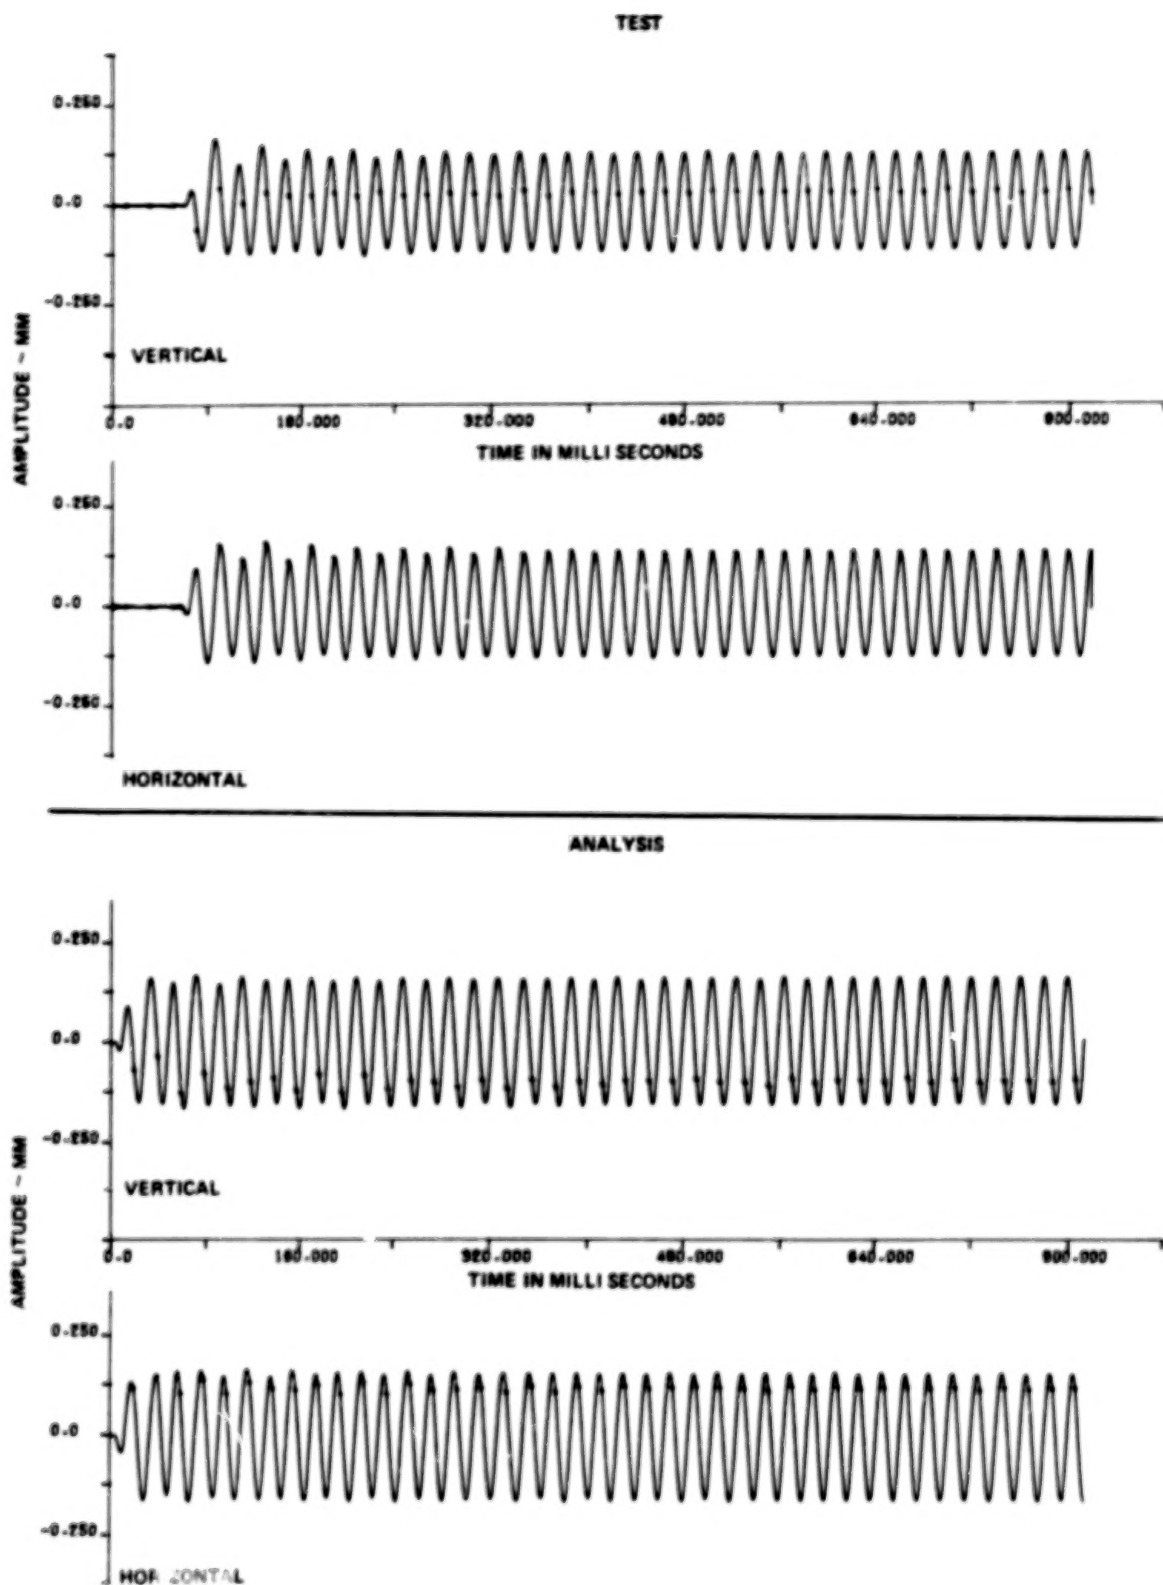 TEST
0.250
0.0
-0.250
VERTICAL
AMPLITUDE ~ MM
0.0 160.000 320.000 480.000 640.000 800.000
TIME IN MILLI SECONDS
0.250
0.0
-0.250
HORIZONTAL
ANALYSIS
0.250
0.0
-0.250
VERTICAL
AMPLITUDE ~ MM
0.0 160.000 320.000 480.000 640.000 800.000
TIME IN MILLI SECONDS
0.250
0.0
-0.250
HORIZONTAL